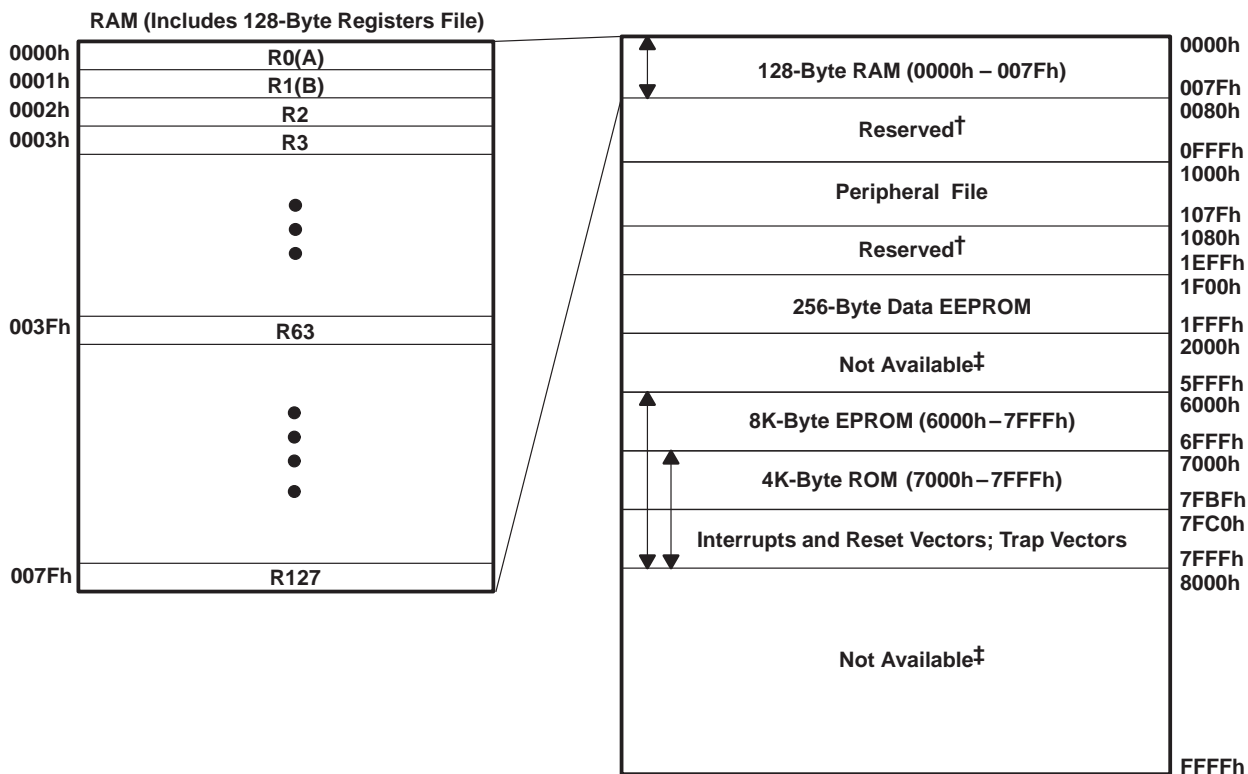 RAM (Includes 128-Byte Registers File)
0000h
R0(A)
0001h
R1(B)
0002h
R2
0003h
R3
003Fh
R63
007Fh
R127
0000h
128-Byte RAM (0000h – 007Fh)
007Fh
0080h
Reserved†
0FFFh
1000h
Peripheral File
107Fh
1080h
Reserved†
1EFFh
1F00h
256-Byte Data EEPROM
1FFFh
2000h
Not Available‡
5FFFh
6000h
8K-Byte EPROM (6000h–7FFFh)
6FFFh
7000h
4K-Byte ROM (7000h–7FFFh)
7FBFh
7FC0h
Interrupts and Reset Vectors; Trap Vectors
7FFFh
8000h
Not Available‡
FFFFh